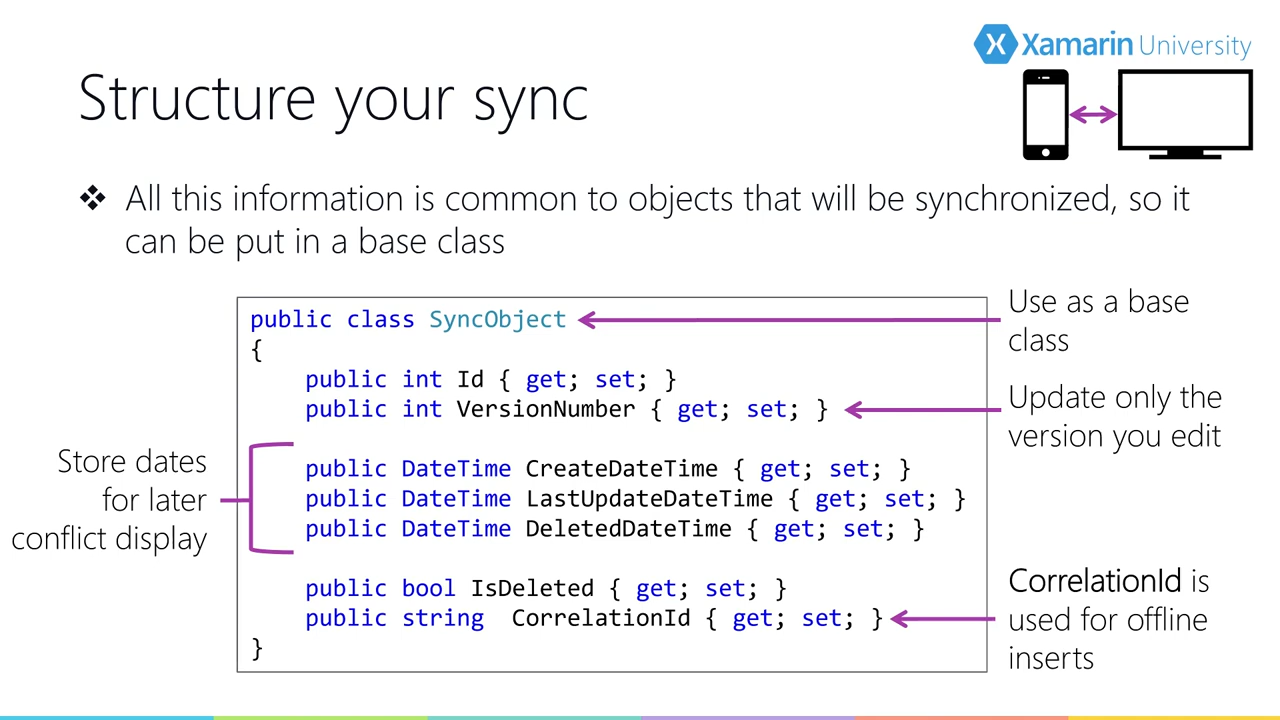 Xamarin University
Structure your sync
❖ All this information is common to objects that will be synchronized, so it
can be put in a base class
public class SyncObject
{
public int Id { get; set; }
public int VersionNumber { get; set; }
public DateTime CreateDateTime { get; set; }
public DateTime LastUpdateDateTime { get; set; }
public DateTime DeletedDateTime { get; set; }
public bool IsDeleted { get; set; }
public string  CorrelationId { get; set; }
}
Use as a base
class
Update only the
version you edit
Store dates
for later
conflict display
CorrelationId is
used for offline
inserts